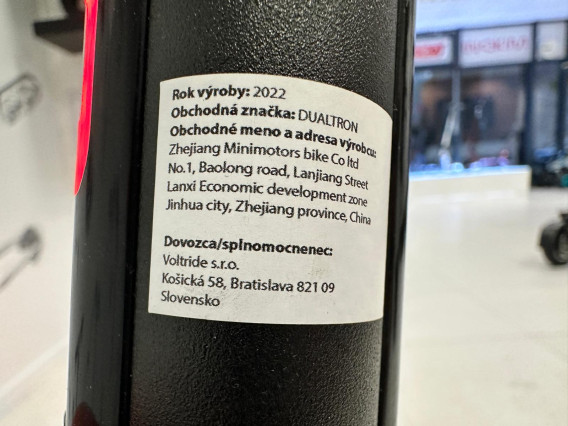 Rok výroby: 2022
Obchodná značka: DUALTRON
Obchodné meno a adresa výrobcu:
Zhejiang Minimotors bike Co ltd
No.1, Baolong road, Lanjiang Street
Lanxi Economic development zone
Jinhua city, Zhejiang province, China
Dovozca/splnomocnenec:
Voltride s.r.o.
Košická 58, Bratislava 821 09
Slovensko